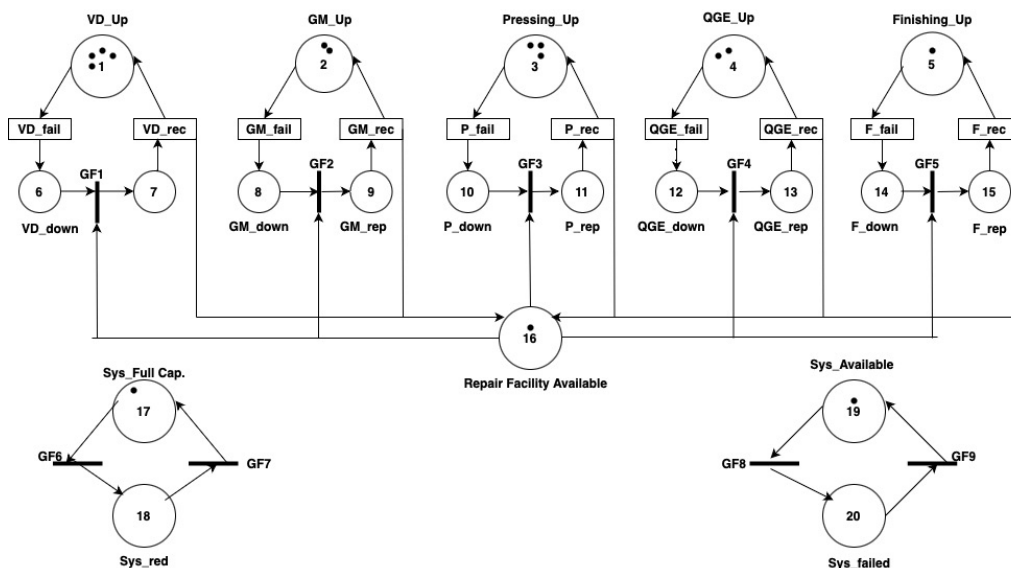 VD_Up GM_Up Pressing_Up QGE_Up Finishing_Up
1 2 3 4 5
VD_fail VD_rec GM_fail GM_rec P_fail P_rec QGE_fail QGE_rec F_fail F_rec
GF1 GF2 GF3 GF4 GF5
6 7 8 9 10 11 12 13 14 15
VD_down GM_down GM_rep P_down P_rep QGE_down QGE_rep F_down F_rep
16
Repair Facility Available
Sys_Full Cap. Sys_Available
17 19
GF6 GF7 GF8 GF9
18 20
Sys_red Sys_failed